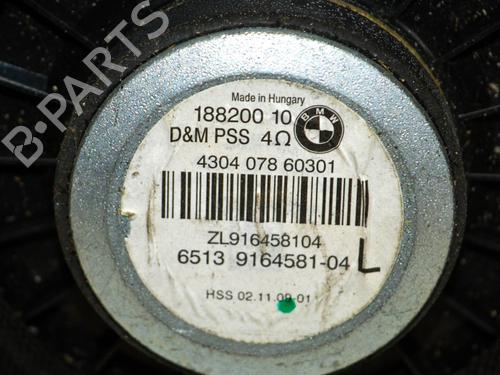 B-PARTS
Made in Hungary
188200 10
BMW
D&M PSS 4Ω
4304 078 60301
ZL916458104
6513 9164581-04 L
HSS 02.11.09-01